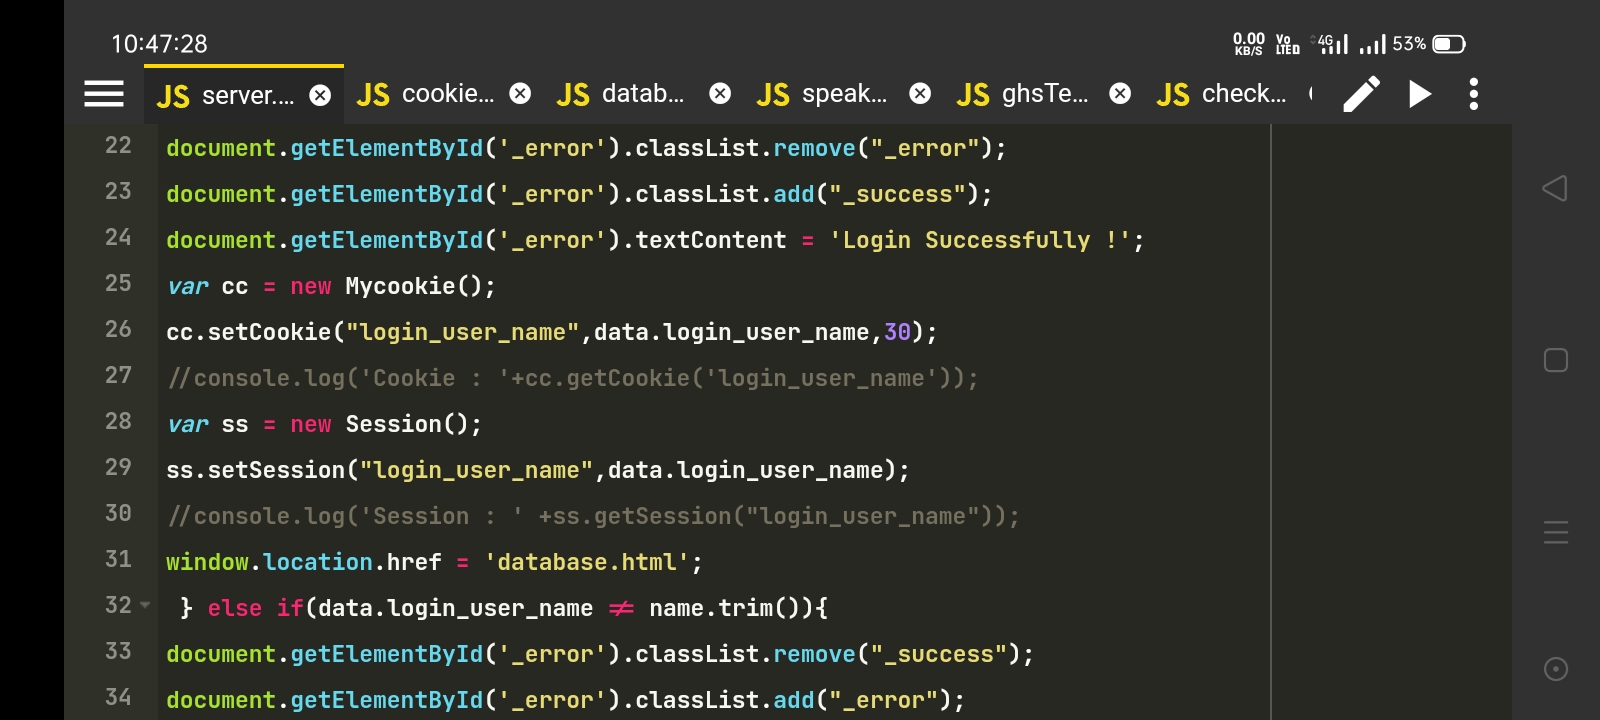 10:47:28 0.00 KB/S Vo LTED 4G 53%
JS server.... JS cookie... JS datab... JS speak... JS ghsTe... JS check...
22 document.getElementById('_error').classList.remove("_error");
23 document.getElementById('_error').classList.add("_success");
24 document.getElementById('_error').textContent = 'Login Successfully !';
25 var cc = new Mycookie();
26 cc.setCookie("login_user_name",data.login_user_name,30);
27 //console.log('Cookie : '+cc.getCookie('login_user_name'));
28 var ss = new Session();
29 ss.setSession("login_user_name",data.login_user_name);
30 //console.log('Session : ' +ss.getSession("login_user_name"));
31 window.location.href = 'database.html';
32 } else if(data.login_user_name != name.trim()){
33 document.getElementById('_error').classList.remove("_success");
34 document.getElementById('_error').classList.add("_error");